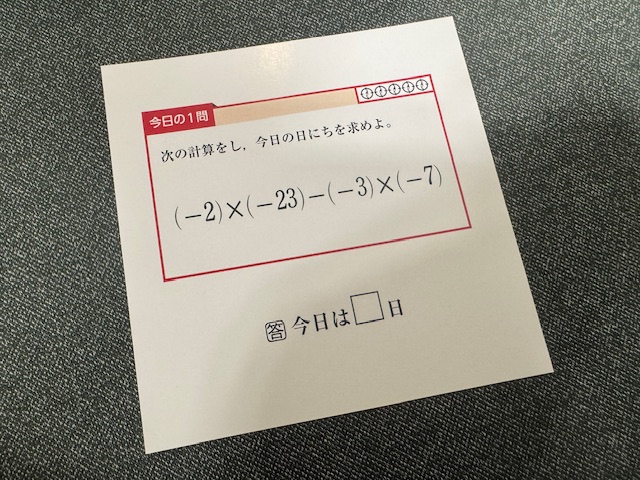 今日の1問
次の計算をし，今日の日にちを求めよ。
(−2)×(−23)−(−3)×(−7)
答 今日は□日